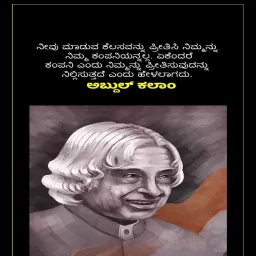 ನೀವು ಮಾಡುವ ಕೆಲಸವನ್ನು ಪ್ರೀತಿಸಿ ನಿಮ್ಮನ್ನು
ನಿಮ್ಮ ಕಂಪನಿಯನ್ನಲ್ಲ. ಏಕೆಂದರೆ
ಕಂಪನಿ ಎಂದು ನಿಮ್ಮನ್ನು ಪ್ರೀತಿಸುವುದನ್ನು
ನಿಲ್ಲಿಸುತ್ತದೆ ಎಂದು ಹೇಳಲಾಗದು.
ಅಬ್ದುಲ್ ಕಲಾಂ